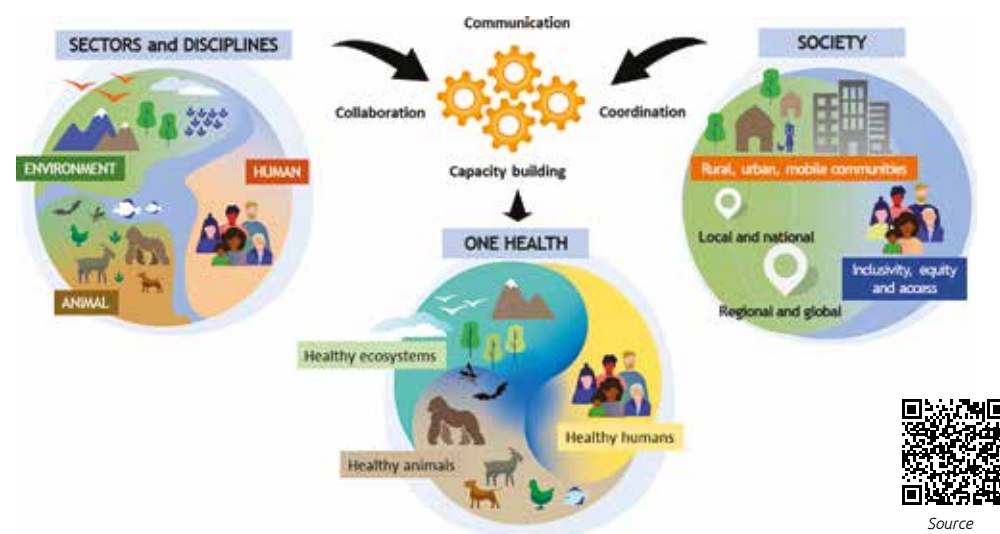 Communication
SECTORS and DISCIPLINES
SOCIETY
Collaboration
Coordination
ENVIRONMENT
HUMAN
Rural, urban, mobile communities
Capacity building
Local and national
ONE HEALTH
Inclusivity, equity
and access
ANIMAL
Regional and global
Healthy ecosystems
Healthy humans
Healthy animals
Source